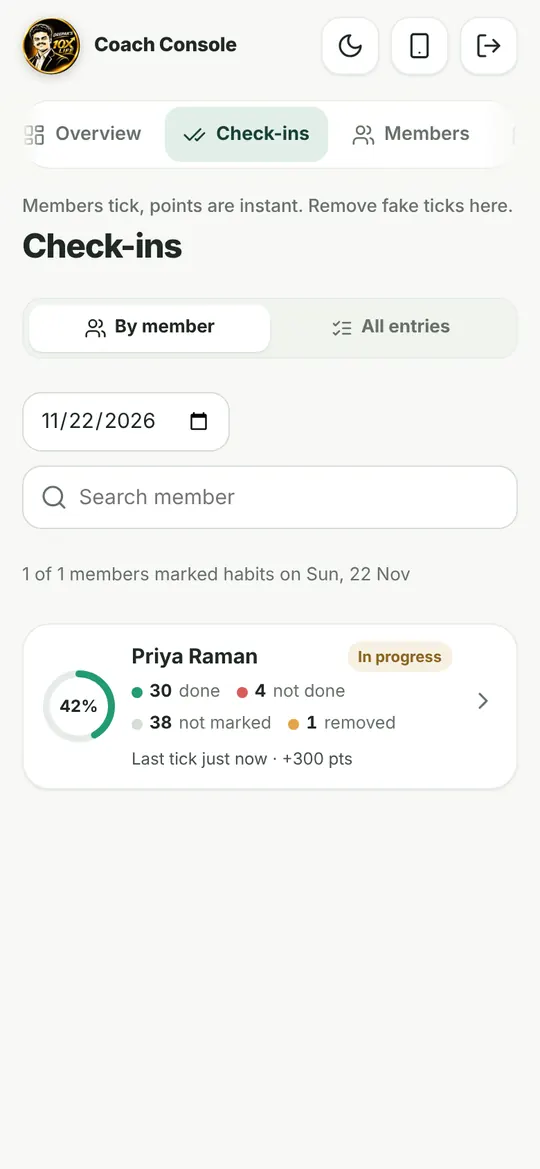 Coach Console
Overview
Check-ins
Members
Members tick, points are instant. Remove fake ticks here.
Check-ins
By member
All entries
11/22/2026
Search member
1 of 1 members marked habits on Sun, 22 Nov
Priya Raman
In progress
42%
30 done 4 not done
38 not marked 1 removed
Last tick just now · +300 pts